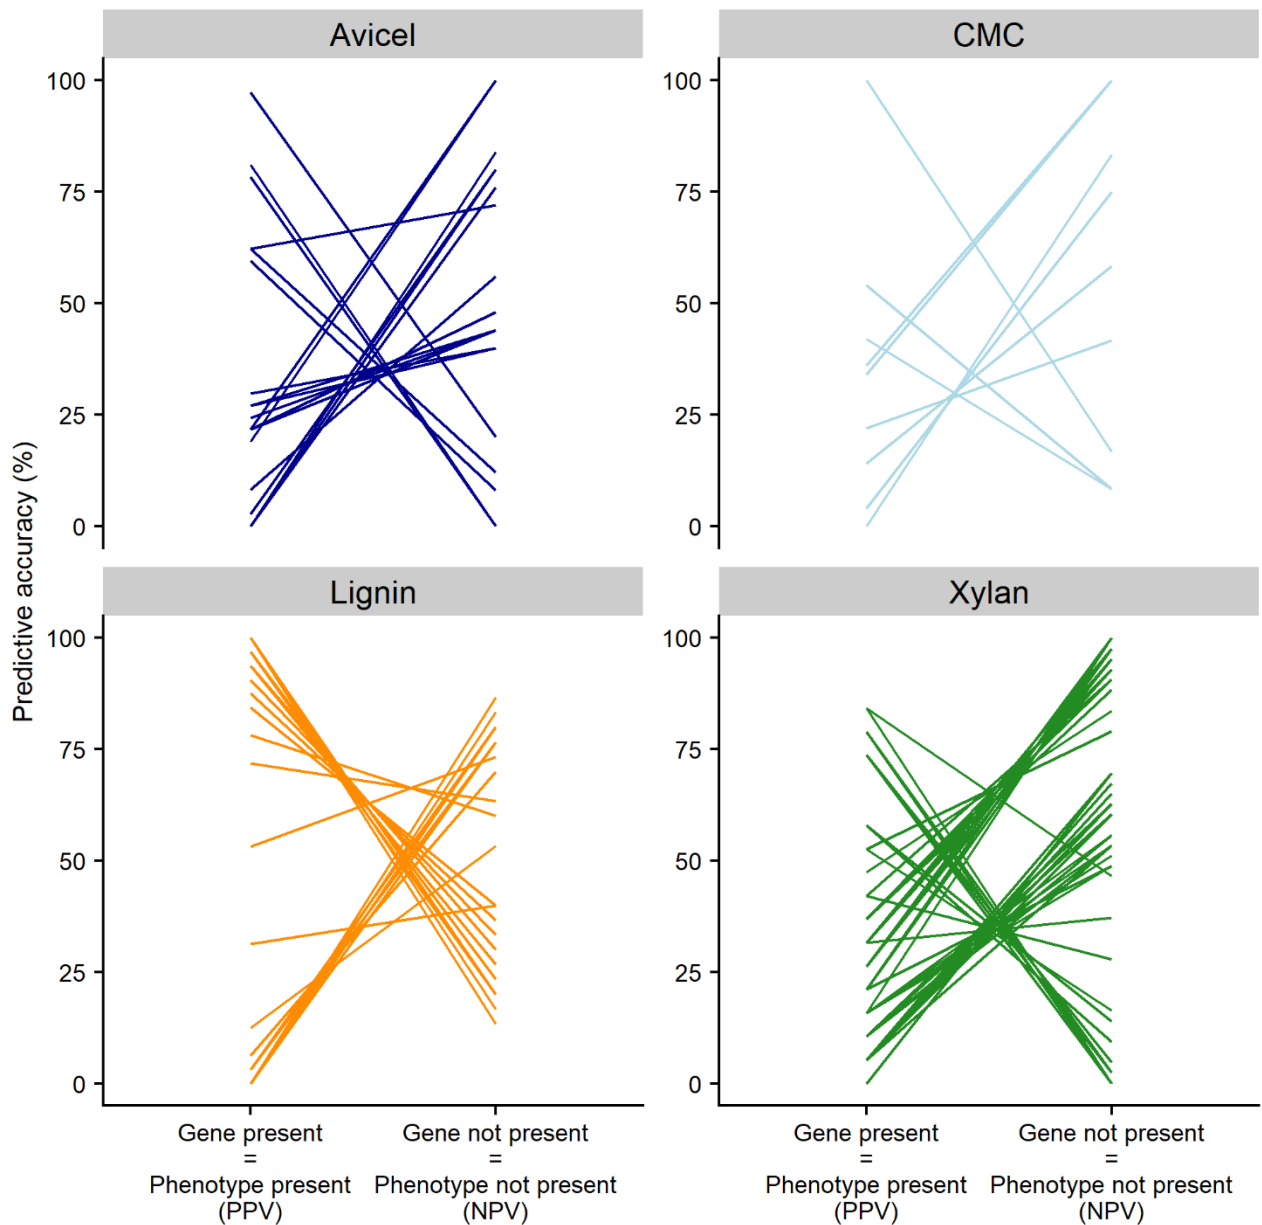 Avicel
CMC
Predictive accuracy (%)
100
75
50
25
0
100
75
50
25
0
Lignin
Xylan
100
75
50
25
0
100
75
50
25
0
Gene present
=
Phenotype present
(PPV)
Gene not present
=
Phenotype not present
(NPV)
Gene present
=
Phenotype present
(PPV)
Gene not present
=
Phenotype not present
(NPV)